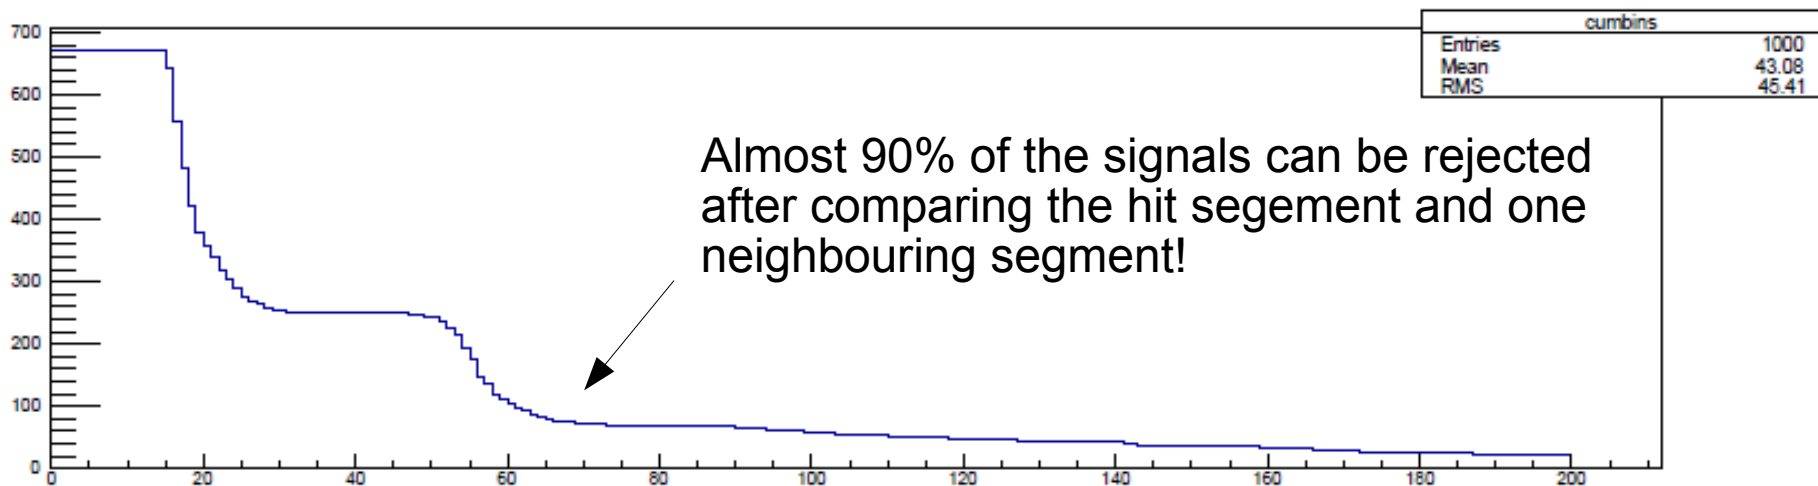 cumbins
Entries 1000
Mean 43.08
RMS 45.41
Almost 90% of the signals can be rejected
after comparing the hit segement and one
neighbouring segment!
700
600
500
400
300
200
100
0
0 20 40 60 80 100 120 140 160 180 200